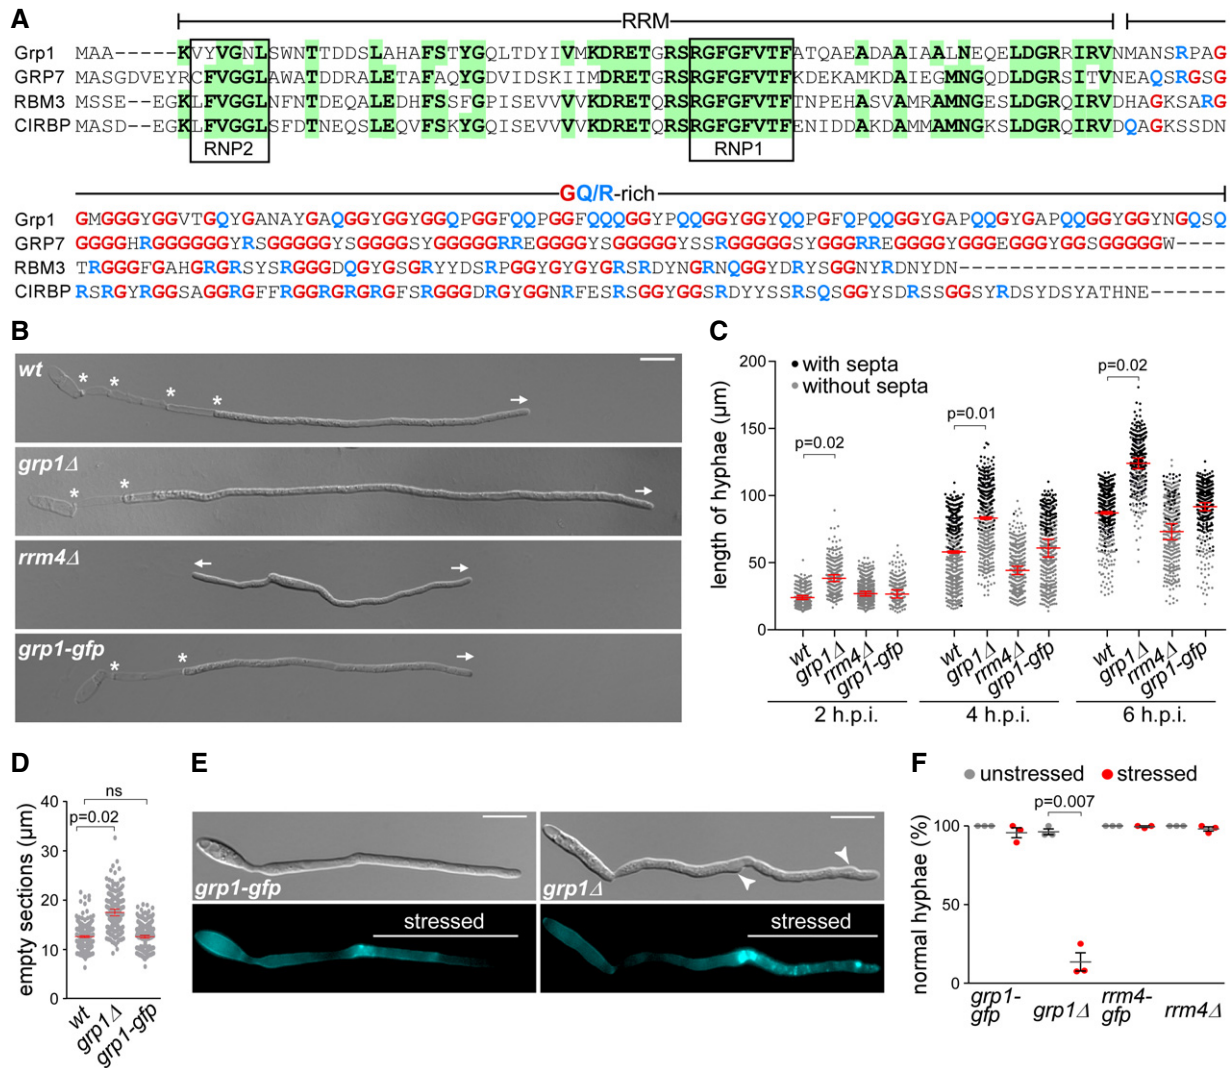 A
RRM
Grp1 MAA-----KVYVGNLSWNTTDDSLAHAFSTYGQLTDYIVMKDRETGRSRGFGFVTFATQAEADAAIAALNEQELDGRRIRVNMANSRPAG
GRP7 MASGDVEYRCFVGGLAWATDDRALETAFAQYGDVIDSKIIMDRETGRSRGFGFVTFKDEKAMKDAIEGMNGQDLDGRSITVNEAQSRGSG
RBM3 MSSE--EGKLFVGGLNFNTDEQALEDHFSSFGPISEVVVVKDRETQRSRGFGFVTFTNPEHASVAMRAMNGESLDGRQIRVDHAGKSARG
CIRBP MASD--EGKLFVGGLSFDTNEQSLEQVFSKYGQISEVVVVKDRETQRSRGFGFVTFENIDDAKDAMMAMNGKSLDGRQIRVDQAGKSSDN
RNP2 RNP1
GQ/R-rich
Grp1 GMGGGYGGVTGQYGANAYGAQGGYGGYGGQPGGFQQPGGFQQQGGYPQQGGYGGYQQPGFQPQQGGYGAPQQGYGAPQQGGYGGYNGQSQ
GRP7 GGGGHRGGGGGGYRSGGGGGYSGGGGSYGGGGGRREGGGGYSGGGGGYSSRGGGGGSYGGGRREGGGGYGGGEGGGYGGSGGGGGW----
RBM3 TRGGGFGAHGRGRSYSRGGGDQGYGSGRYYDSRPGGYGYGYGRSRDYNGRNQGGYDRYSGGNYRDNYDN--------------------
CIRBP RSRGYRGGSAGGRGFFRGGRGRGRGFSRGGGDRGYGGNRFESRSGGYGGSRDYYSSRSQSGGYSDRSSGGSYRDSYDSYATHNE------
B
wt
grp1Δ
rrm4Δ
grp1-gfp
C
with septa
without septa
length of hyphae (μm)
200
150
100
50
0
p=0.02
p=0.01
p=0.02
wt grp1Δ rrm4Δ grp1-gfp wt grp1Δ rrm4Δ grp1-gfp wt grp1Δ rrm4Δ grp1-gfp
2 h.p.i. 4 h.p.i. 6 h.p.i.
D
empty sections (μm)
40
30
20
10
0
ns
p=0.02
wt grp1Δ grp1-gfp
E
grp1-gfp grp1Δ
stressed stressed
F
unstressed stressed
normal hyphae (%)
100
50
0
p=0.007
grp1-gfp grp1Δ rrm4-gfp rrm4Δ